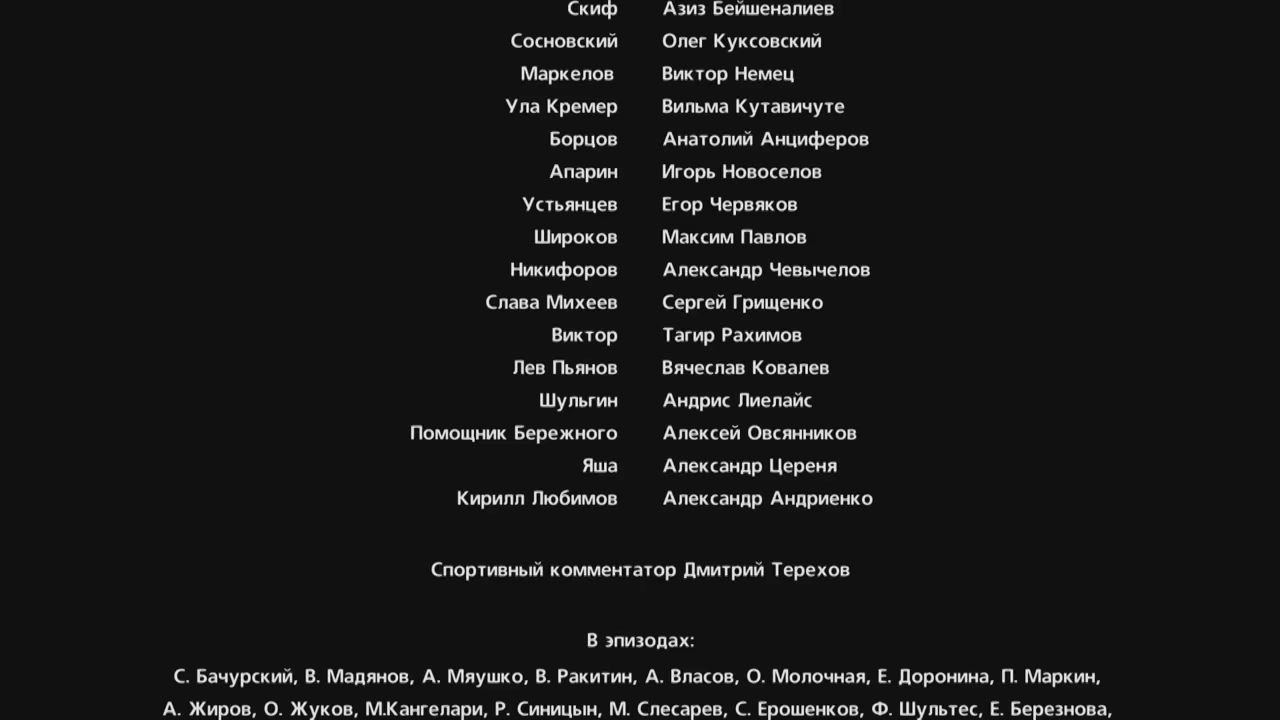 Скиф Азиз Бейшеналиев
Сосновский Олег Куксовский
Маркелов Виктор Немец
Ула Кремер Вильма Кутавичуте
Борцов Анатолий Анциферов
Апарин Игорь Новоселов
Устьянцев Егор Червяков
Широков Максим Павлов
Никифоров Александр Чевычелов
Слава Михеев Сергей Грищенко
Виктор Тагир Рахимов
Лев Пьянов Вячеслав Ковалев
Шульгин Андрис Лиелайс
Помощник Бережного Алексей Овсянников
Яша Александр Цереня
Кирилл Любимов Александр Андриенко
Спортивный комментатор Дмитрий Терехов
В эпизодах:
С. Бачурский, В. Мадянов, А. Мяушко, В. Ракитин, А. Власов, О. Молочная, Е. Доронина, П. Маркин,
А. Жиров, О. Жуков, М.Кангелари, Р. Синицын, М. Слесарев, С. Ерошенков, Ф. Шультес, Е. Березнова,